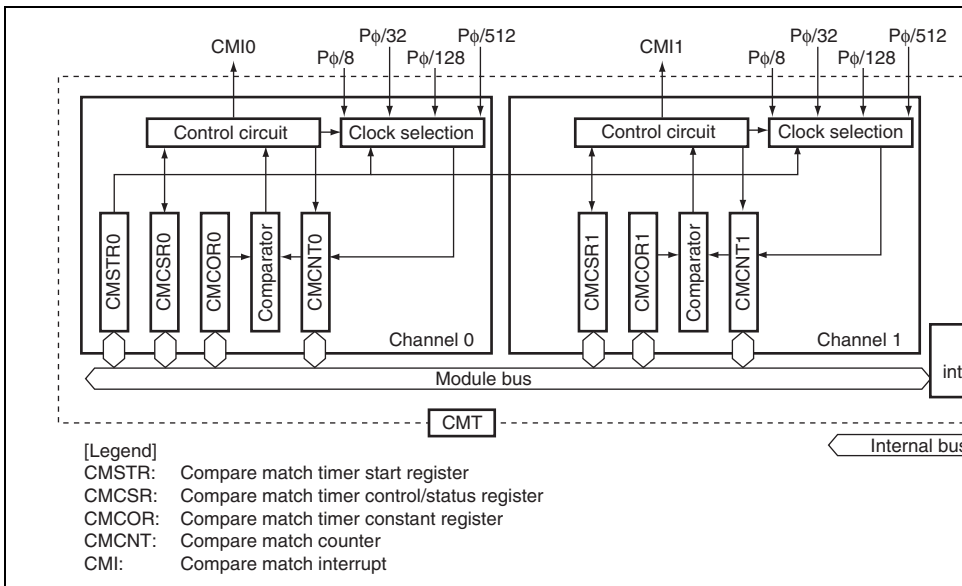 CMI0
Pϕ/32
Pϕ/512
Pϕ/8
Pϕ/128
CMI1
Pϕ/32
Pϕ/512
Pϕ/8
Pϕ/128
Control circuit
Clock selection
Control circuit
Clock selection
CMSTR0
CMCSR0
CMCOR0
Comparator
CMCNT0
CMCSR1
CMCOR1
Comparator
CMCNT1
Channel 0
Channel 1
Module bus
CMT
Internal bus
[Legend]
CMSTR: Compare match timer start register
CMCSR: Compare match timer control/status register
CMCOR: Compare match timer constant register
CMCNT: Compare match counter
CMI: Compare match interrupt